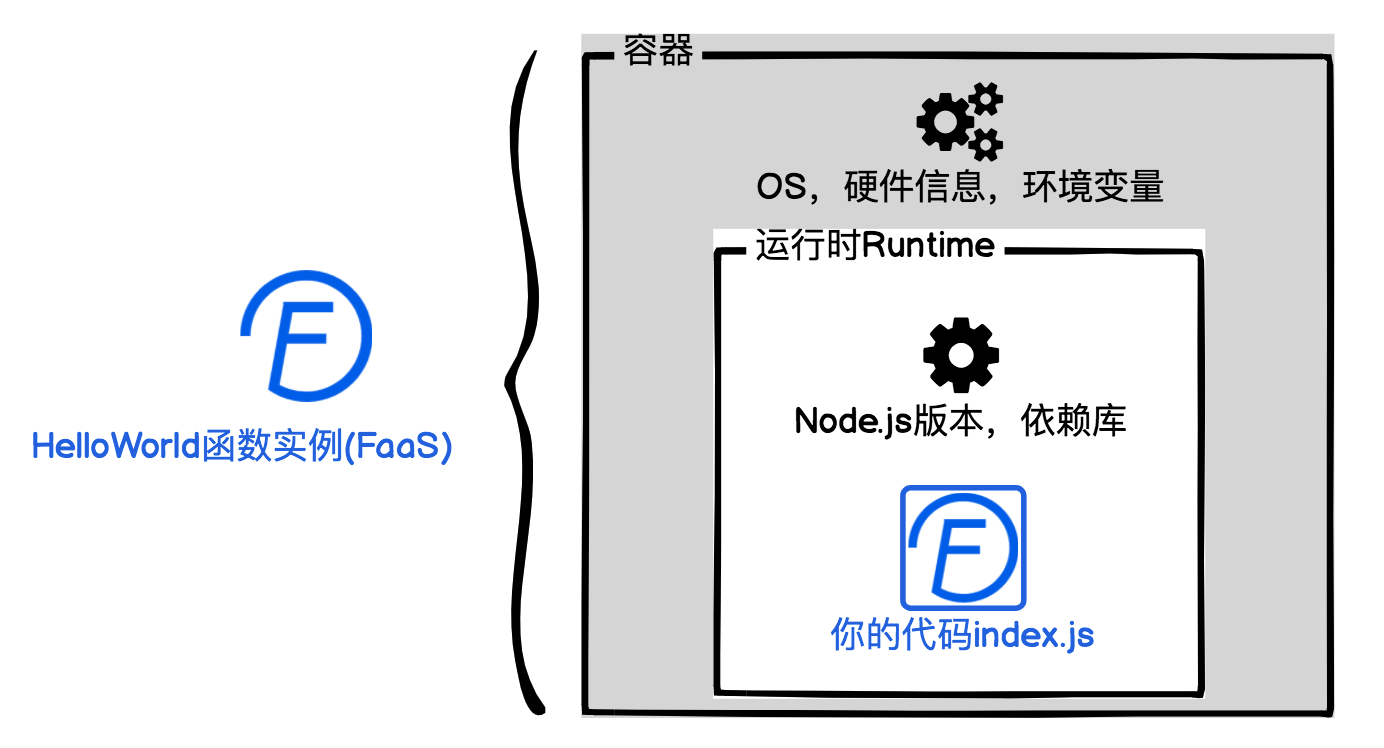 容器
OS，硬件信息，环境变量
运行时Runtime
Node.js版本，依赖库
你的代码index.js
HelloWorld函数实例(FaaS)